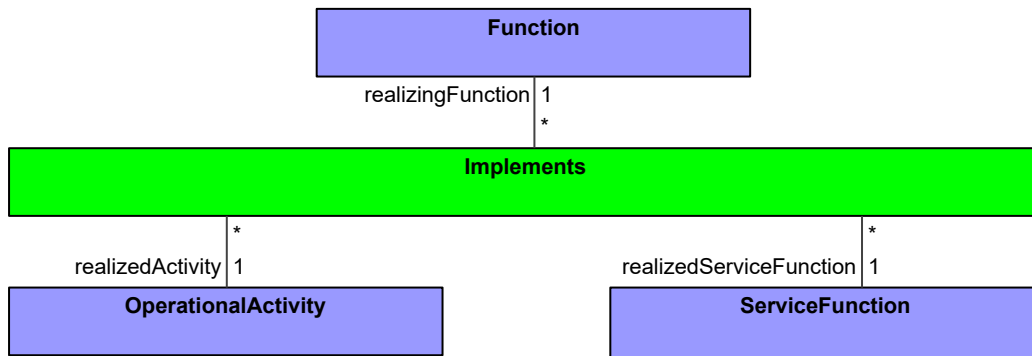 Function
realizingFunction 1
*
Implements
* *
realizedActivity 1 realizedServiceFunction 1
OperationalActivity ServiceFunction